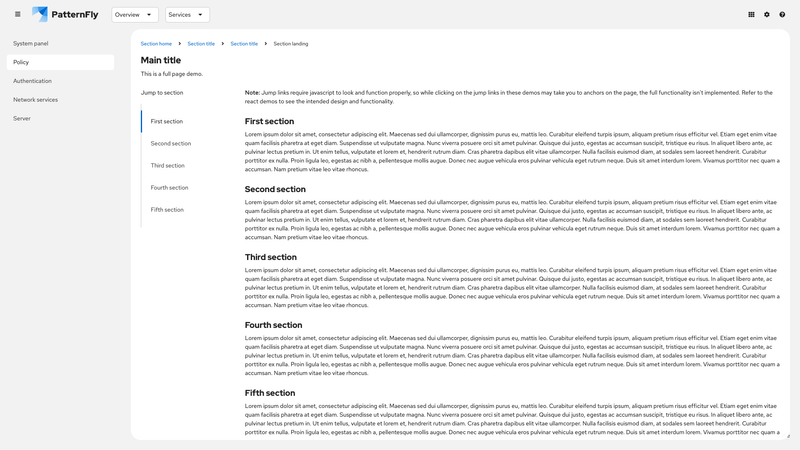 PatternFly
Overview
Services
System panel
Policy
Authentication
Network services
Server
Section home > Section title > Section title > Section landing
Main title
This is a full page demo.
Jump to section
First section
Second section
Third section
Fourth section
Fifth section
Note: Jump links require javascript to look and function properly, so while clicking on the jump links in these demos may take you to anchors on the page, the full functionality isn't implemented. Refer to the
react demos to see the intended design and functionality.
First section
Lorem ipsum dolor sit amet, consectetur adipiscing elit. Maecenas sed dui ullamcorper, dignissim purus eu, mattis leo. Curabitur eleifend turpis ipsum, aliquam pretium risus efficitur vel. Etiam eget enim vitae
quam facilisis pharetra at eget diam. Suspendisse ut vulputate magna. Nunc viverra posuere orci sit amet pulvinar. Quisque dui justo, egestas ac accumsan suscipit, tristique eu risus. In aliquet libero ante, ac
pulvinar lectus pretium in. Ut enim tellus, vulputate et lorem et, hendrerit rutrum diam. Cras pharetra dapibus elit vitae ullamcorper. Nulla facilisis euismod diam, at sodales sem laoreet hendrerit. Curabitur
porttitor ex nulla. Proin ligula leo, egestas ac nibh a, pellentesque mollis augue. Donec nec augue vehicula eros pulvinar vehicula eget rutrum neque. Duis sit amet interdum lorem. Vivamus porttitor nec quam a
accumsan. Nam pretium vitae leo vitae rhoncus.
Second section
Lorem ipsum dolor sit amet, consectetur adipiscing elit. Maecenas sed dui ullamcorper, dignissim purus eu, mattis leo. Curabitur eleifend turpis ipsum, aliquam pretium risus efficitur vel. Etiam eget enim vitae
quam facilisis pharetra at eget diam. Suspendisse ut vulputate magna. Nunc viverra posuere orci sit amet pulvinar. Quisque dui justo, egestas ac accumsan suscipit, tristique eu risus. In aliquet libero ante, ac
pulvinar lectus pretium in. Ut enim tellus, vulputate et lorem et, hendrerit rutrum diam. Cras pharetra dapibus elit vitae ullamcorper. Nulla facilisis euismod diam, at sodales sem laoreet hendrerit. Curabitur
porttitor ex nulla. Proin ligula leo, egestas ac nibh a, pellentesque mollis augue. Donec nec augue vehicula eros pulvinar vehicula eget rutrum neque. Duis sit amet interdum lorem. Vivamus porttitor nec quam a
accumsan. Nam pretium vitae leo vitae rhoncus.
Third section
Lorem ipsum dolor sit amet, consectetur adipiscing elit. Maecenas sed dui ullamcorper, dignissim purus eu, mattis leo. Curabitur eleifend turpis ipsum, aliquam pretium risus efficitur vel. Etiam eget enim vitae
quam facilisis pharetra at eget diam. Suspendisse ut vulputate magna. Nunc viverra posuere orci sit amet pulvinar. Quisque dui justo, egestas ac accumsan suscipit, tristique eu risus. In aliquet libero ante, ac
pulvinar lectus pretium in. Ut enim tellus, vulputate et lorem et, hendrerit rutrum diam. Cras pharetra dapibus elit vitae ullamcorper. Nulla facilisis euismod diam, at sodales sem laoreet hendrerit. Curabitur
porttitor ex nulla. Proin ligula leo, egestas ac nibh a, pellentesque mollis augue. Donec nec augue vehicula eros pulvinar vehicula eget rutrum neque. Duis sit amet interdum lorem. Vivamus porttitor nec quam a
accumsan. Nam pretium vitae leo vitae rhoncus.
Fourth section
Lorem ipsum dolor sit amet, consectetur adipiscing elit. Maecenas sed dui ullamcorper, dignissim purus eu, mattis leo. Curabitur eleifend turpis ipsum, aliquam pretium risus efficitur vel. Etiam eget enim vitae
quam facilisis pharetra at eget diam. Suspendisse ut vulputate magna. Nunc viverra posuere orci sit amet pulvinar. Quisque dui justo, egestas ac accumsan suscipit, tristique eu risus. In aliquet libero ante, ac
pulvinar lectus pretium in. Ut enim tellus, vulputate et lorem et, hendrerit rutrum diam. Cras pharetra dapibus elit vitae ullamcorper. Nulla facilisis euismod diam, at sodales sem laoreet hendrerit. Curabitur
porttitor ex nulla. Proin ligula leo, egestas ac nibh a, pellentesque mollis augue. Donec nec augue vehicula eros pulvinar vehicula eget rutrum neque. Duis sit amet interdum lorem. Vivamus porttitor nec quam a
accumsan. Nam pretium vitae leo vitae rhoncus.
Fifth section
Lorem ipsum dolor sit amet, consectetur adipiscing elit. Maecenas sed dui ullamcorper, dignissim purus eu, mattis leo. Curabitur eleifend turpis ipsum, aliquam pretium risus efficitur vel. Etiam eget enim vitae
quam facilisis pharetra at eget diam. Suspendisse ut vulputate magna. Nunc viverra posuere orci sit amet pulvinar. Quisque dui justo, egestas ac accumsan suscipit, tristique eu risus. In aliquet libero ante, ac
pulvinar lectus pretium in. Ut enim tellus, vulputate et lorem et, hendrerit rutrum diam. Cras pharetra dapibus elit vitae ullamcorper. Nulla facilisis euismod diam, at sodales sem laoreet hendrerit. Curabitur
porttitor ex nulla. Proin ligula leo, egestas ac nibh a, pellentesque mollis augue. Donec nec augue vehicula eros pulvinar vehicula eget rutrum neque. Duis sit amet interdum lorem. Vivamus porttitor nec quam a